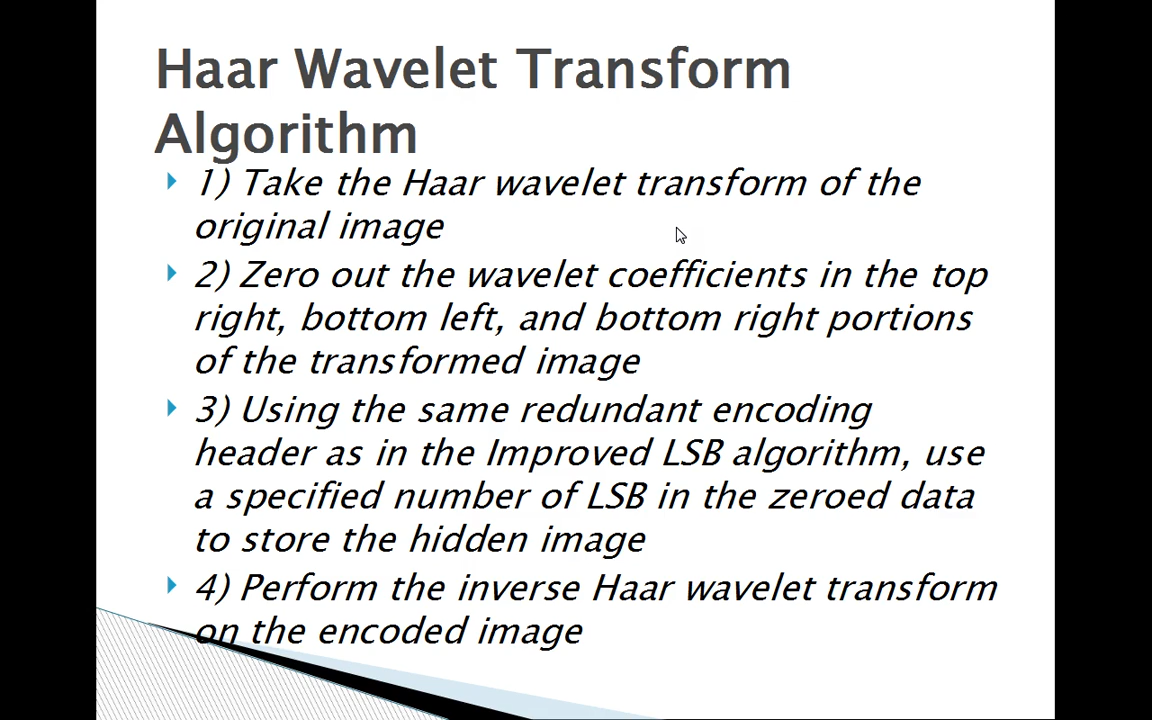 Haar Wavelet Transform
Algorithm
1) Take the Haar wavelet transform of the
original image
2) Zero out the wavelet coefficients in the top
right, bottom left, and bottom right portions
of the transformed image
3) Using the same redundant encoding
header as in the Improved LSB algorithm, use
a specified number of LSB in the zeroed data
to store the hidden image
4) Perform the inverse Haar wavelet transform
on the encoded image